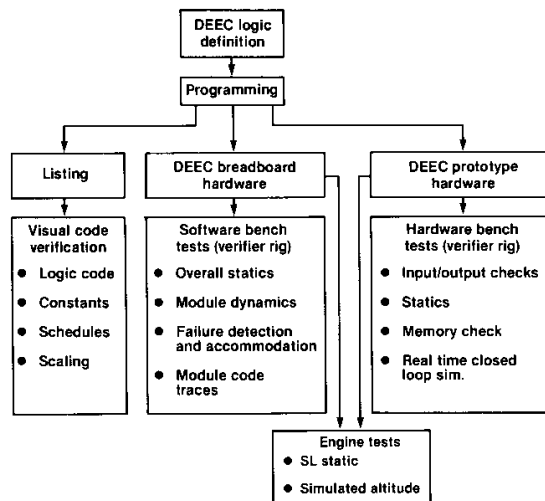 DEEC logic
definition
Programming
Listing
DEEC breadboard
hardware
DEEC prototype
hardware
Visual code
verification
● Logic code
● Constants
● Schedules
● Scaling
Software bench
tests (verifier rig)
● Overall statics
● Module dynamics
● Failure detection
and accommodation
● Module code
traces
Hardware bench
tests (verifier rig)
● Input/output checks
● Statics
● Memory check
● Real time closed
loop sim.
Engine tests
● SL static
● Simulated altitude